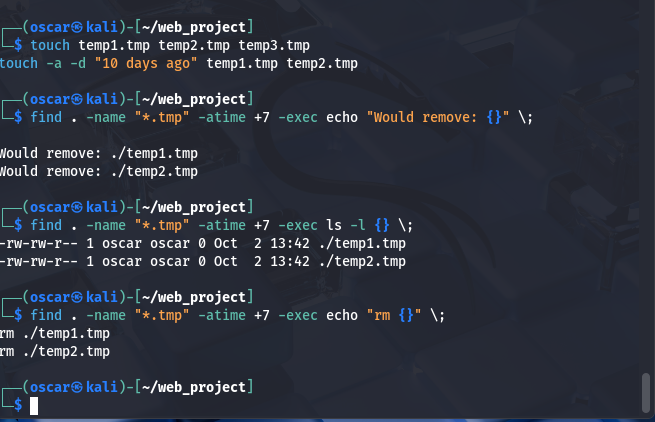 ┌──(oscar㉿kali)-[~/web_project]
└─$ touch temp1.tmp temp2.tmp temp3.tmp
touch -a -d "10 days ago" temp1.tmp temp2.tmp
┌──(oscar㉿kali)-[~/web_project]
└─$ find . -name "*.tmp" -atime +7 -exec echo "Would remove: {}" \;
Would remove: ./temp1.tmp
Would remove: ./temp2.tmp
┌──(oscar㉿kali)-[~/web_project]
└─$ find . -name "*.tmp" -atime +7 -exec ls -l {} \;
-rw-rw-r-- 1 oscar oscar 0 Oct  2 13:42 ./temp1.tmp
-rw-rw-r-- 1 oscar oscar 0 Oct  2 13:42 ./temp2.tmp
┌──(oscar㉿kali)-[~/web_project]
└─$ find . -name "*.tmp" -atime +7 -exec echo "rm {}" \;
rm ./temp1.tmp
rm ./temp2.tmp
┌──(oscar㉿kali)-[~/web_project]
└─$